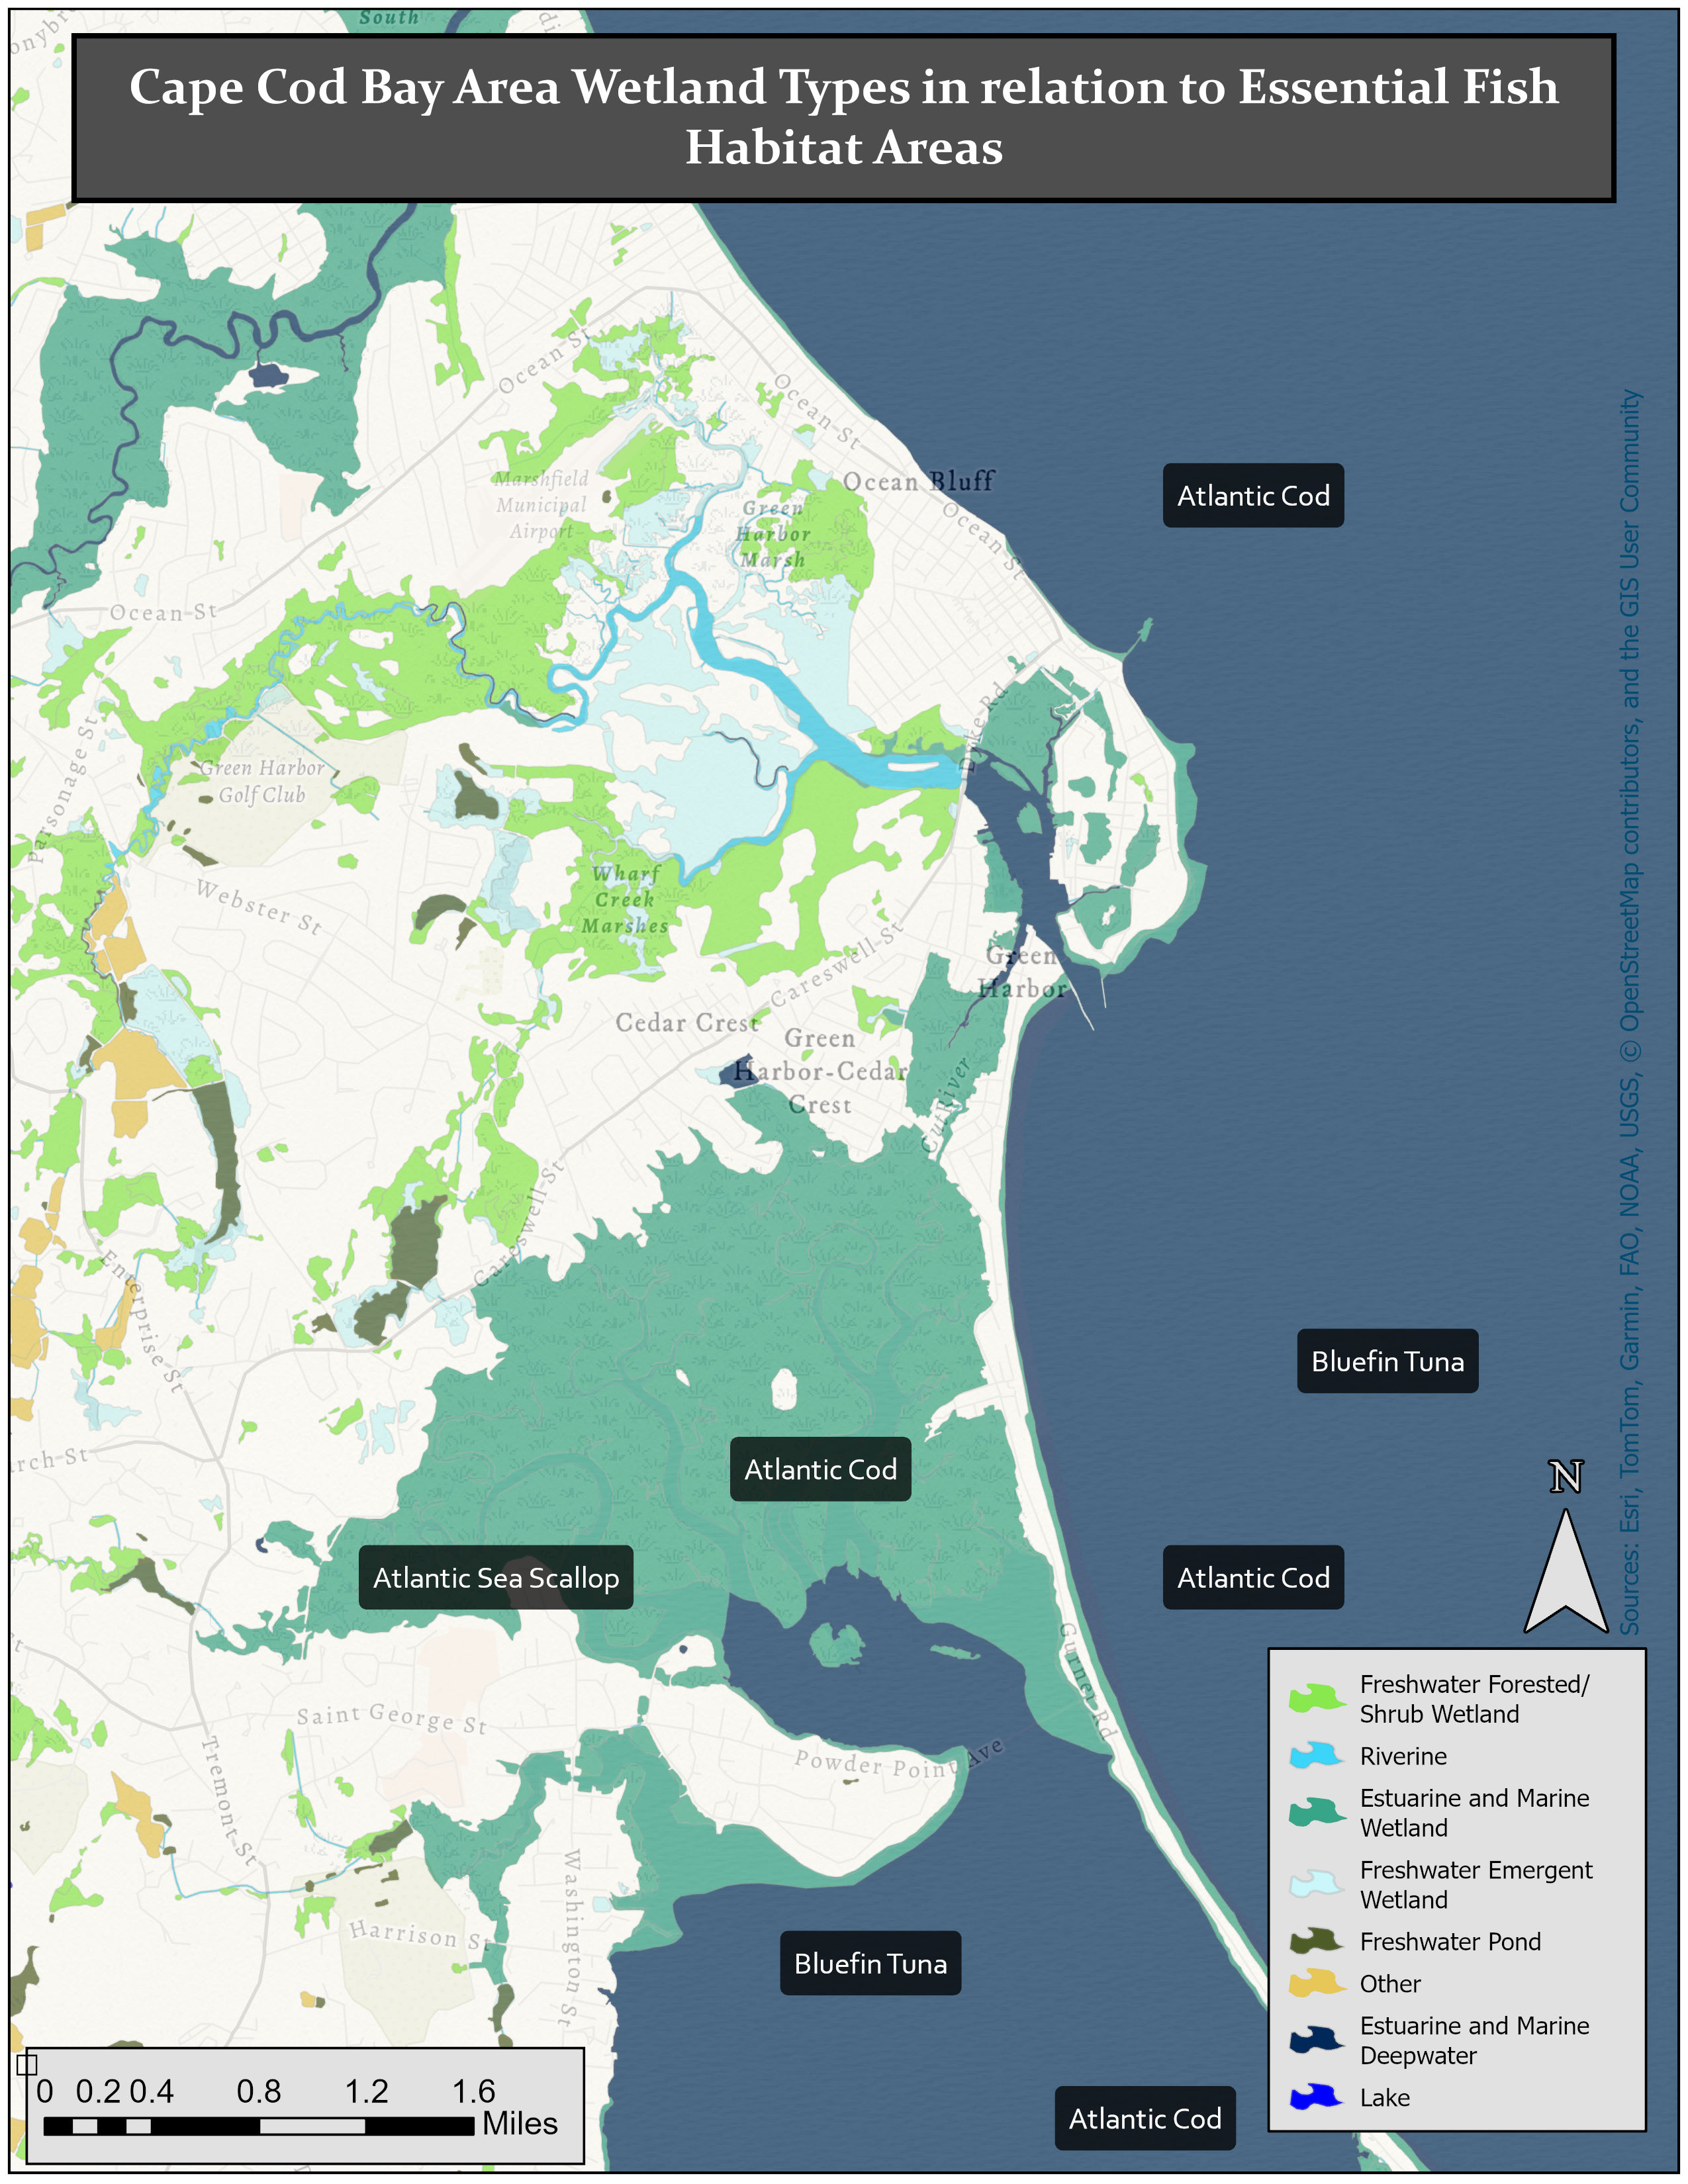 South
Cape Cod Bay Area Wetland Types in relation to Essential Fish
Habitat Areas
Ocean St
Ocean St
Marshfield
Municipal
Airport
Ocean Bluff
Atlantic Cod
Green
Harbor
Marsh
Ocean St
Ocean St
Dyke Rd
Parsonage St
Green Harbor
Golf Club
Wharf
Creek
Marshes
Webster St
Careswell St
Green
Harbor
Cedar Crest
Green
Harbor-Cedar
Crest
Cut River
Careswell St
Enterprise St
Bluefin Tuna
Atlantic Cod
N
Atlantic Sea Scallop
Atlantic Cod
Sources: Esri, TomTom, Garmin, FAO, NOAA, USGS, © OpenStreetMap contributors, and the GIS User Community
Gurnet Rd
Saint George St
Tremont St
Powder Point Ave
Washington St
Harrison St
Bluefin Tuna
Atlantic Cod
Freshwater Forested/
Shrub Wetland
Riverine
Estuarine and Marine
Wetland
Freshwater Emergent
Wetland
Freshwater Pond
Other
Estuarine and Marine
Deepwater
Lake
0 0.2 0.4 0.8 1.2 1.6
Miles